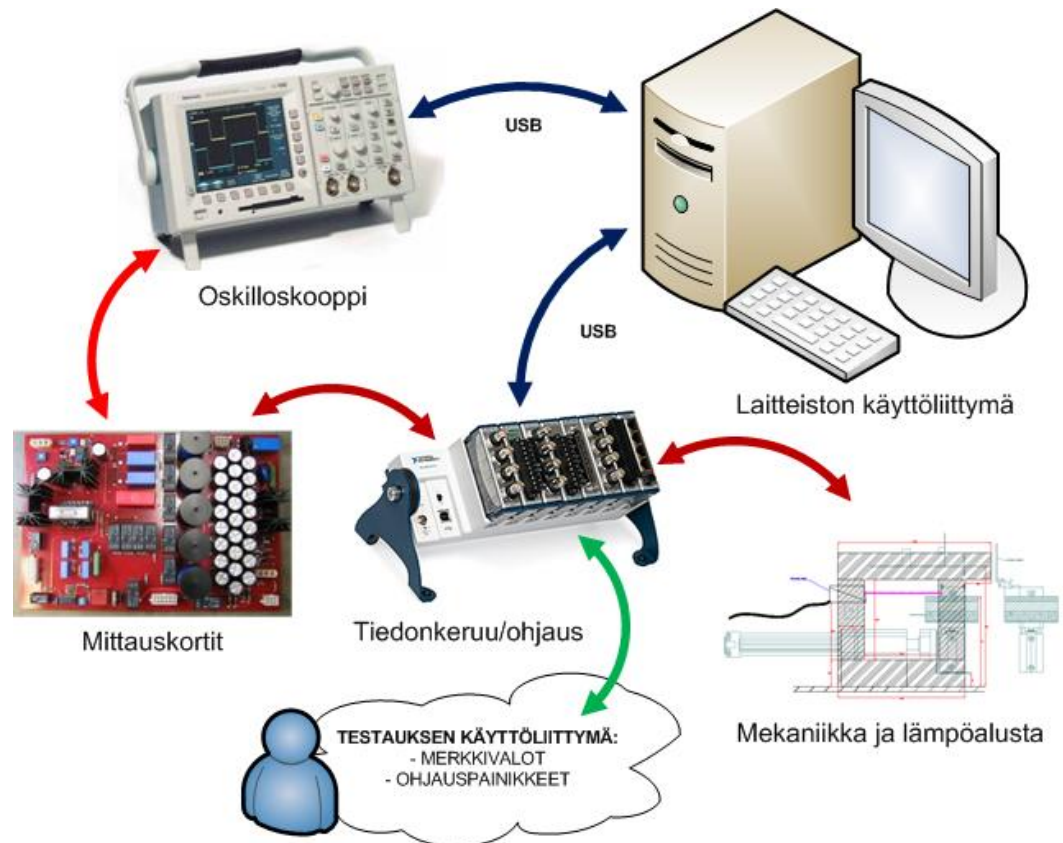 USB
Oskilloskooppi
USB
Laitteiston käyttöliittymä
Mittauskortit
Tiedonkeruu/ohjaus
TESTAUKSEN KÄYTTÖLIITTYMÄ:
- MERKKIVALOT
- OHJAUSPAINIKKEET
Mekaniikka ja lämpöalusta